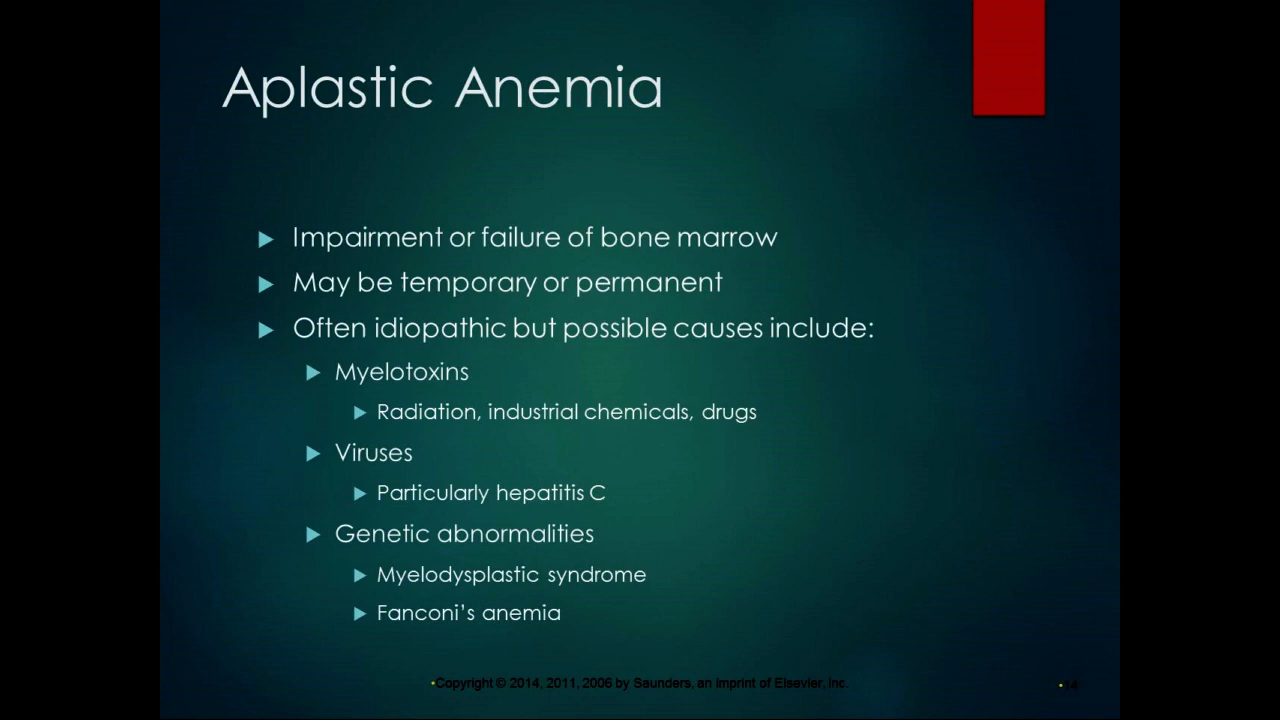 Aplastic Anemia
Impairment or failure of bone marrow
May be temporary or permanent
Often idiopathic but possible causes include:
Myelotoxins
Radiation, industrial chemicals, drugs
Viruses
Particularly hepatitis C
Genetic abnormalities
Myelodysplastic syndrome
Fanconi's anemia
•Copyright © 2014, 2011, 2006 by Saunders, an imprint of Elsevier, Inc.
•14